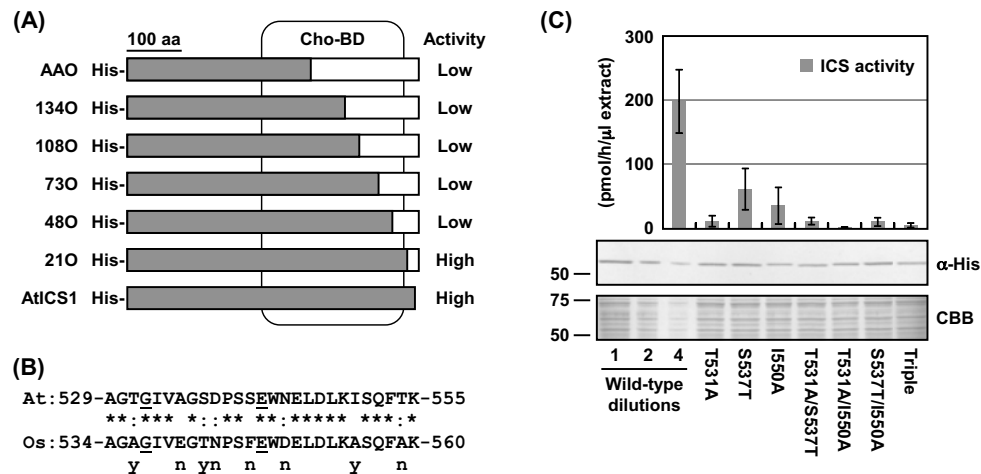 (A)
100 aa
Cho-BD
Activity
AAO His- Low
134O His- Low
108O His- Low
73O His- Low
48O His- Low
21O His- High
AtICS1 His- High
(B)
At:529-AGTGIVAGSDPSSEWNELDLKISQFTK-555
**:** * *:: ** * **:***** *** *
Os:534-AGAGIVEGTNPSFEWDELDLKASQFAK-560
y n yn n n y n
(C)
300
200
100
0
(pmol/h/µl extract)
ICS activity
50
α-His
75
50
CBB
1 2 4
Wild-type dilutions
T531A
S537T
I550A
T531A/S537T
T531A/I550A
S537T/I550A
Triple